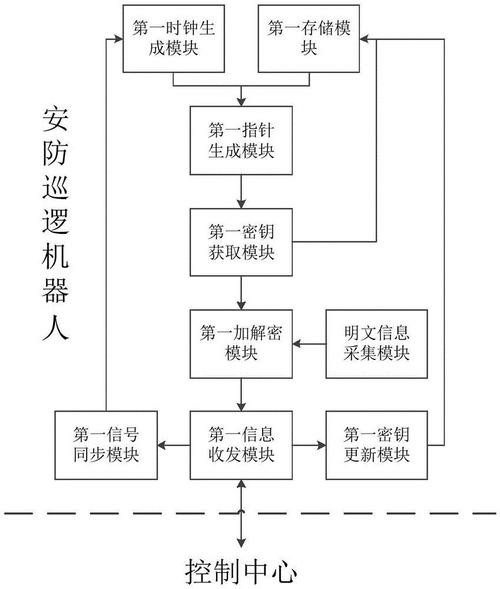 第一时钟生
成模块
第一存储模
块
安防巡逻机器人
第一指针
生成模块
第一密钥
获取模块
第一加解密
模块
明文信息
采集模块
第一信号
同步模块
第一信息
收发模块
第一密钥
更新模块
控制中心